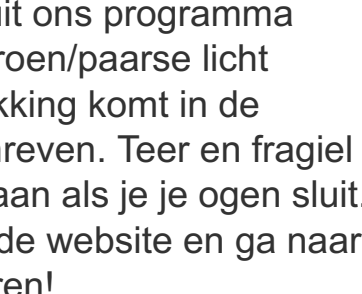 uit ons programma
roen/paarse licht
kking komt in de
reven. Teer en fragiel
aan als je je ogen sluit.
de website en ga naar
ren!